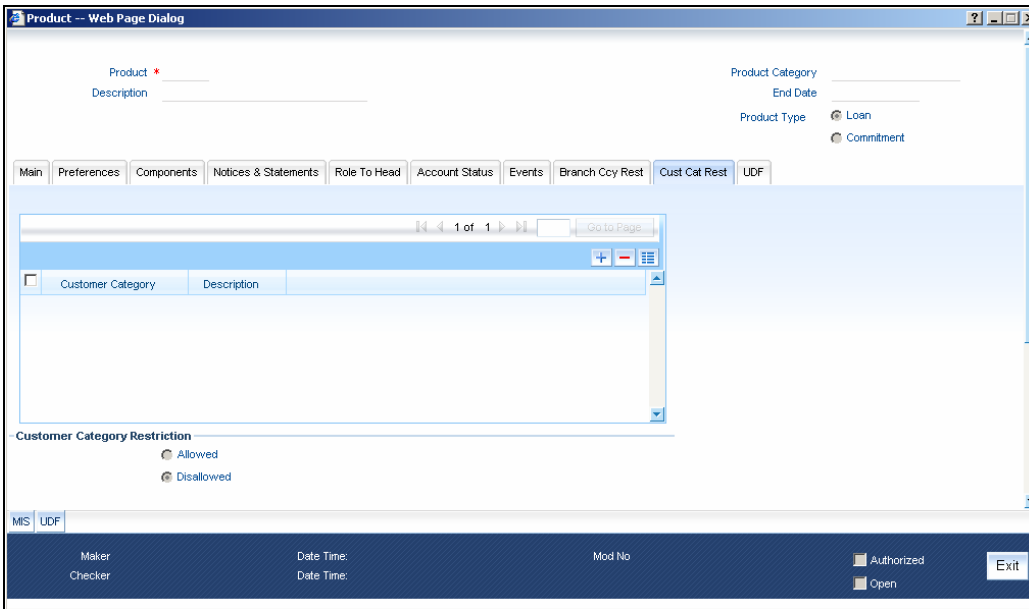 Product -- Web Page Dialog
Product *
Product Category
Description
End Date
Product Type
Loan
Commitment
Main
Preferences
Components
Notices & Statements
Role To Head
Account Status
Events
Branch Ccy Rest
Cust Cat Rest
UDF
1 of 1
Go to Page
Customer Category
Description
Customer Category Restriction
Allowed
Disallowed
MIS
UDF
Maker
Date Time:
Mod No
Authorized
Exit
Checker
Date Time:
Open